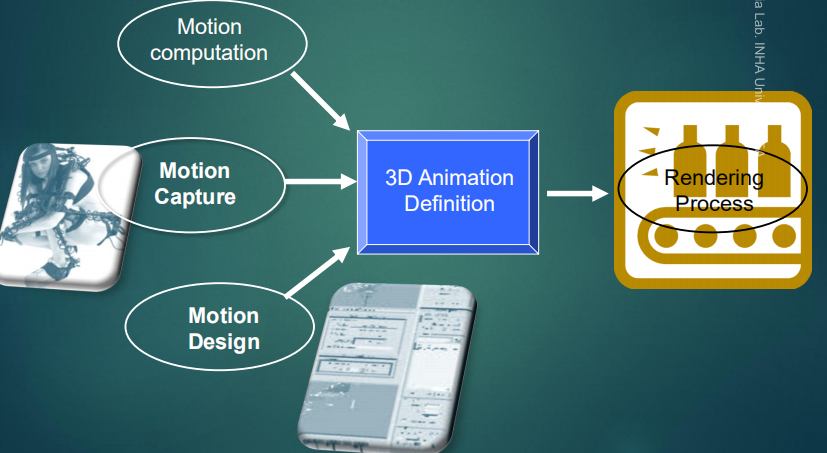 Motion
computation
Motion
Capture
3D Animation
Definition
Rendering
Process
Motion
Design
a Lab. INHA Univ